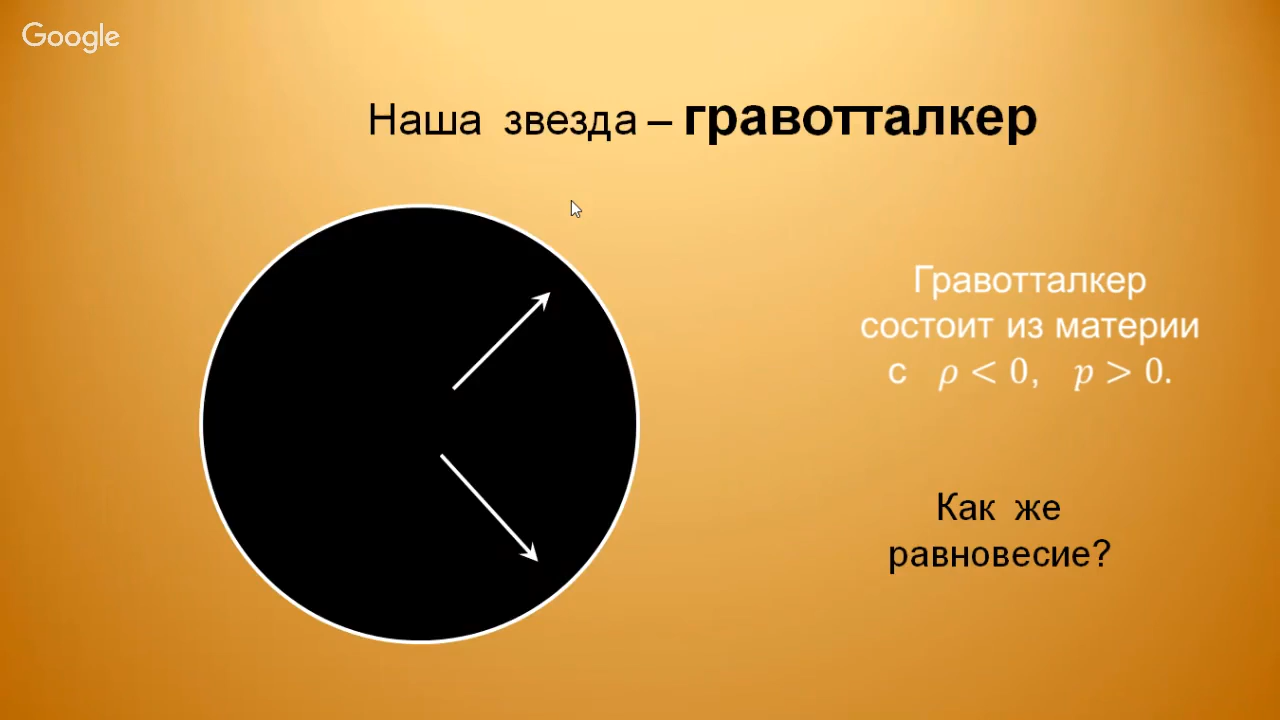 Google
Наша звезда – гравотталкер
Гравотталкер
состоит из материи
с ρ < 0, p > 0.
Как же
равновесие?